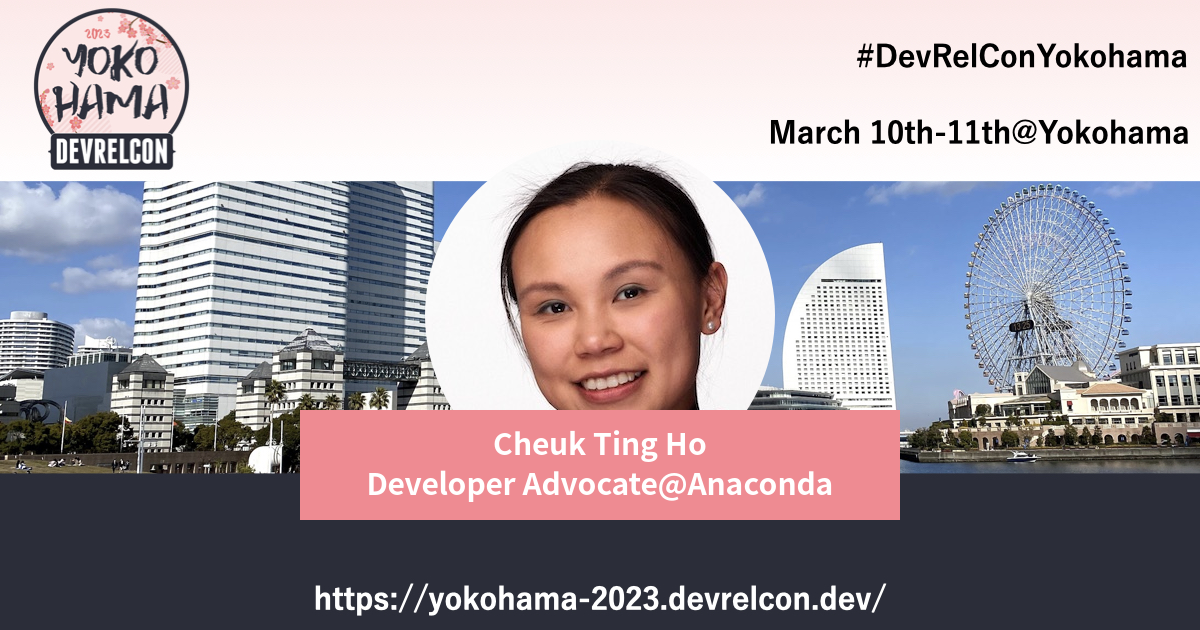 2023
YOKO
HAMA
DEVRELCON
#DevRelConYokohama
March 10th-11th@Yokohama
Cheuk Ting Ho
Developer Advocate@Anaconda
https://yokohama-2023.devrelcon.dev/